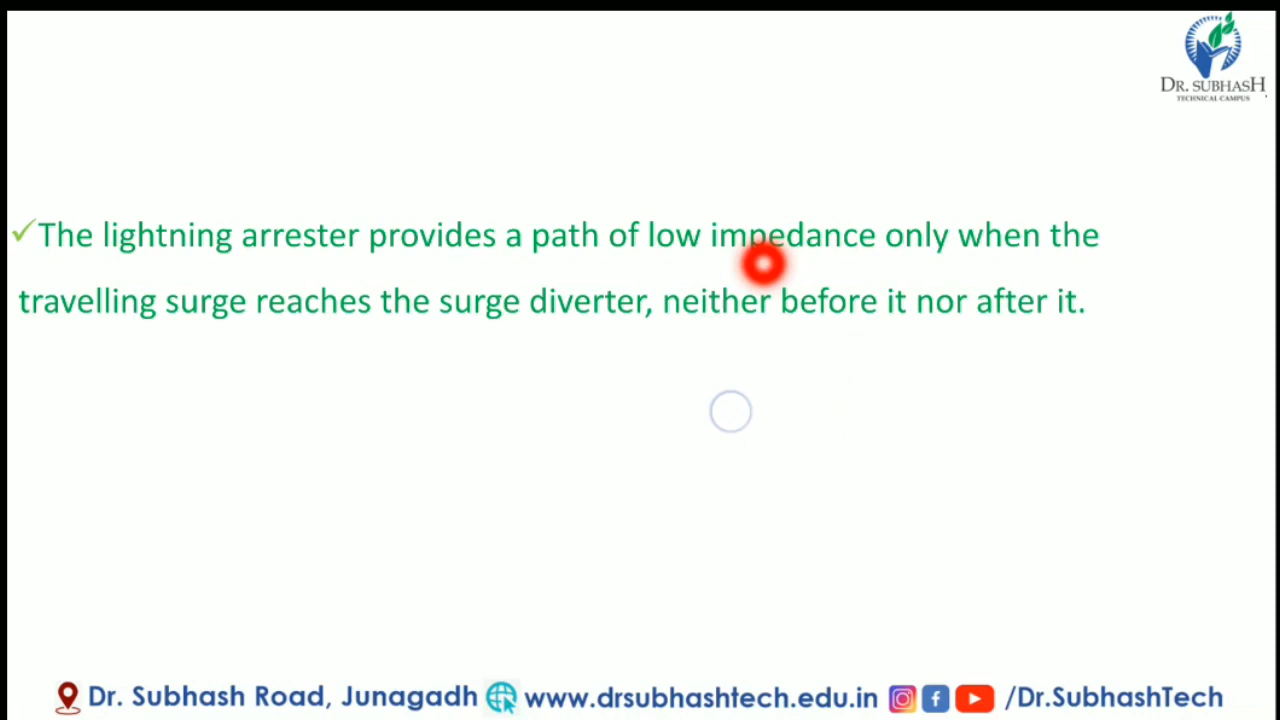 DR. SUBHASH
TECHNICAL CAMPUS
✓The lightning arrester provides a path of low impedance only when the
travelling surge reaches the surge diverter, neither before it nor after it.
Dr. Subhash Road, Junagadh www.drsubhashtech.edu.in /Dr.SubhashTech